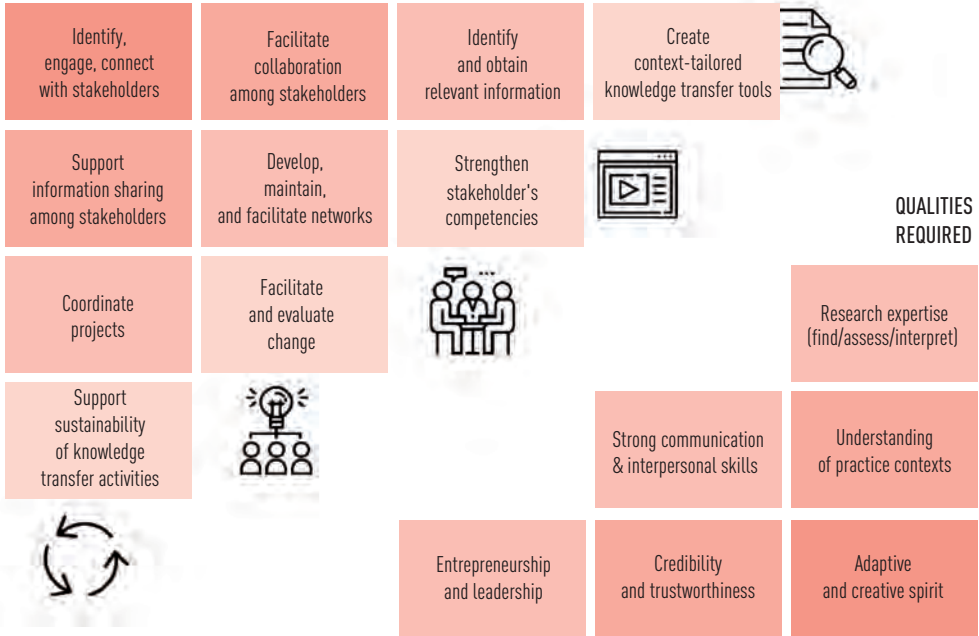 Identify,
engage, connect
with stakeholders
Facilitate
collaboration
among stakeholders
Identify
and obtain
relevant information
Create
context-tailored
knowledge transfer tools
Support
information sharing
among stakeholders
Develop,
maintain,
and facilitate networks
Strengthen
stakeholder's
competencies
QUALITIES
REQUIRED
Coordinate
projects
Facilitate
and evaluate
change
Research expertise
(find/assess/interpret)
Support
sustainability
of knowledge
transfer activities
Strong communication
& interpersonal skills
Understanding
of practice contexts
Entrepreneurship
and leadership
Credibility
and trustworthiness
Adaptive
and creative spirit